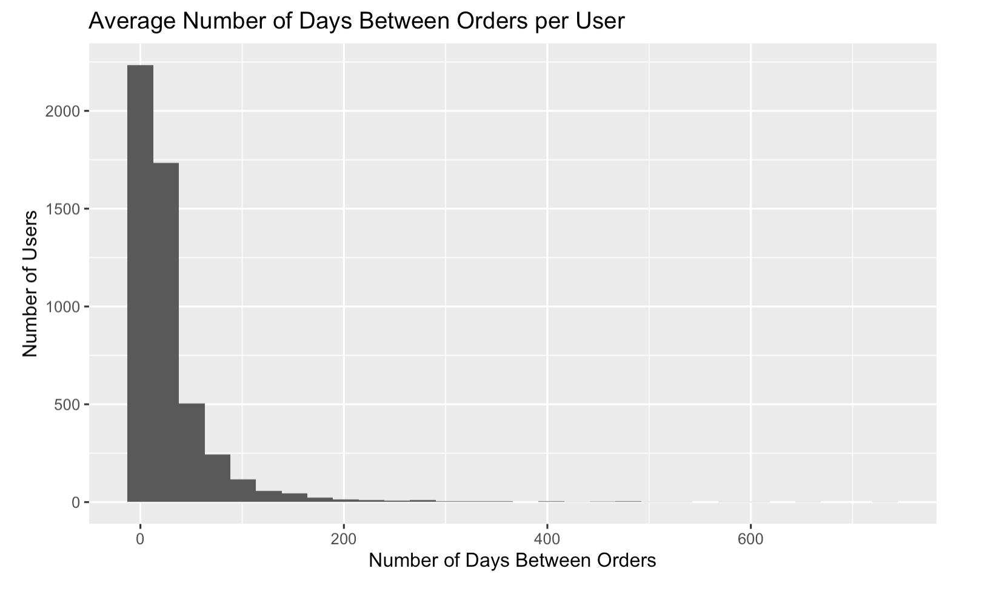 Average Number of Days Between Orders per User
Number of Users
2000
1500
1000
500
0
0 200 400 600
Number of Days Between Orders